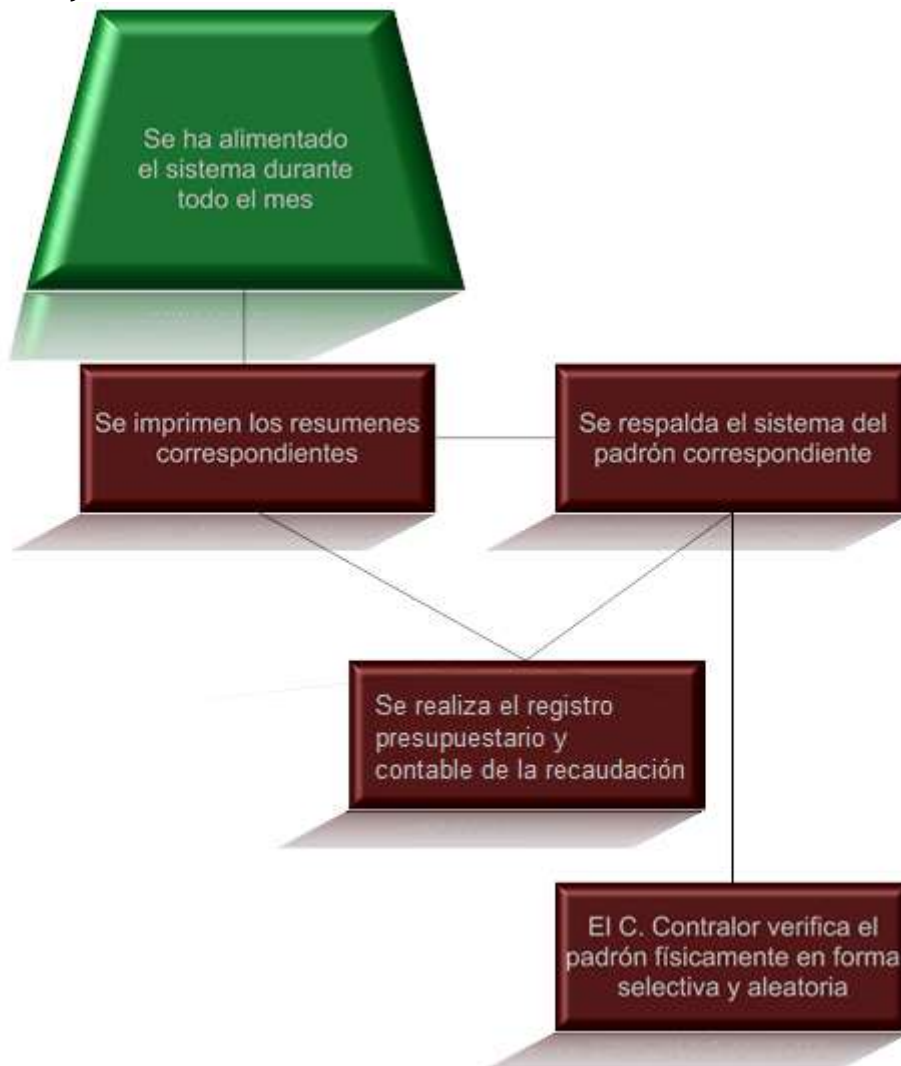 Se ha alimentado
el sistema durante
todo el mes
Se imprimen los resumenes
correspondientes
Se respalda el sistema del
padrón correspondiente
Se realiza el registro
presupuestario y
contable de la recaudación
El C. Contralor verifica el
padrón físicamente en forma
selectiva y aleatoria